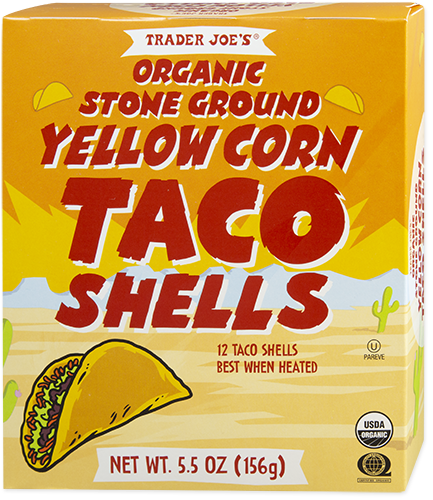 TRADER JOE'S®
ORGANIC
STONE GROUND
YELLOW CORN
TACO
SHELLS
12 TACO SHELLS
BEST WHEN HEATED
U
PAREVE
USDA
ORGANIC
NET WT. 5.5 OZ (156g)